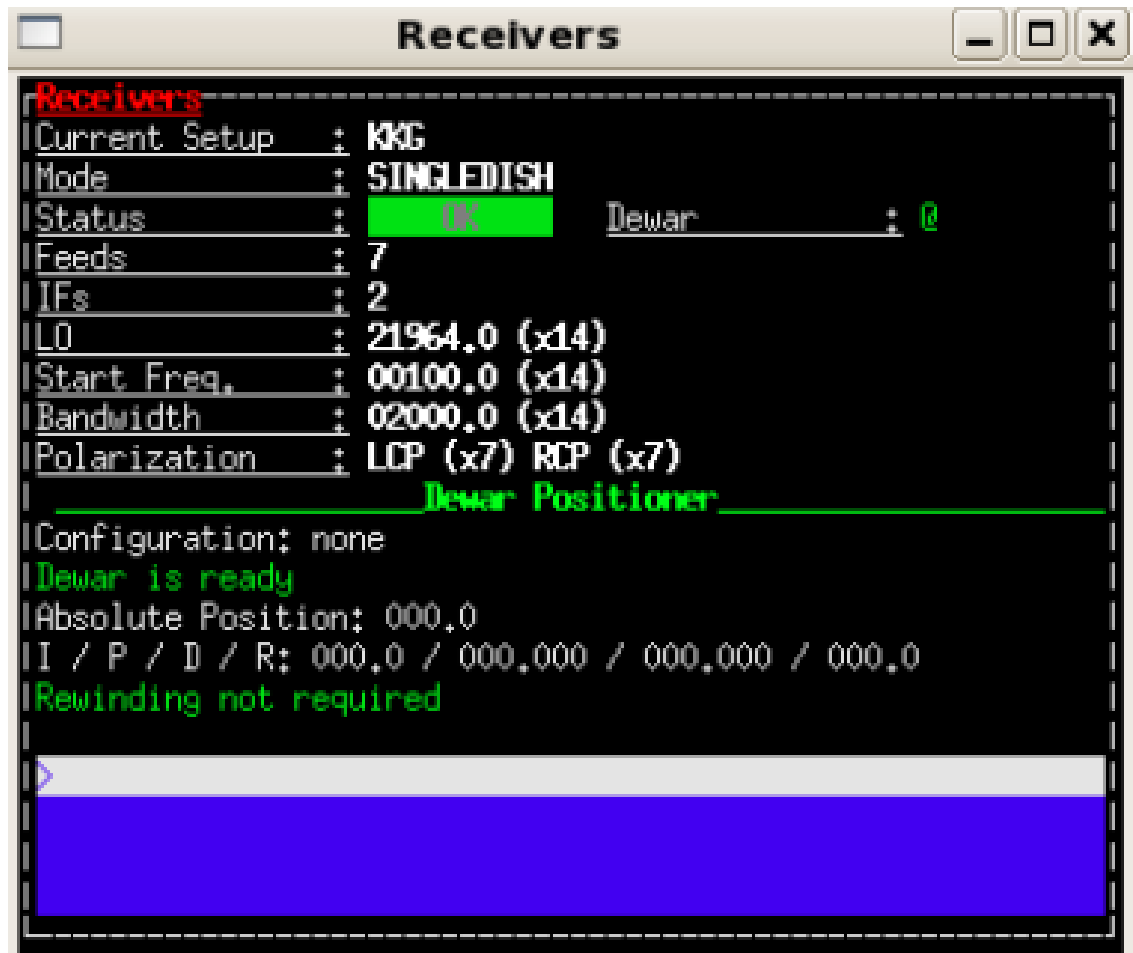 Receivers
Receivers
Current Setup : KKG
Mode : SINGLEDISH
Status : OK Dewar : @
Feeds : 7
IFs : 2
LO : 21964.0 (x14)
Start Freq. : 00100.0 (x14)
Bandwidth : 02000.0 (x14)
Polarization : LCP (x7) RCP (x7)
Dewar Positioner
Configuration: none
Dewar is ready
Absolute Position: 000.0
I / P / D / R: 000.0 / 000.000 / 000.000 / 000.0
Rewinding not required
>